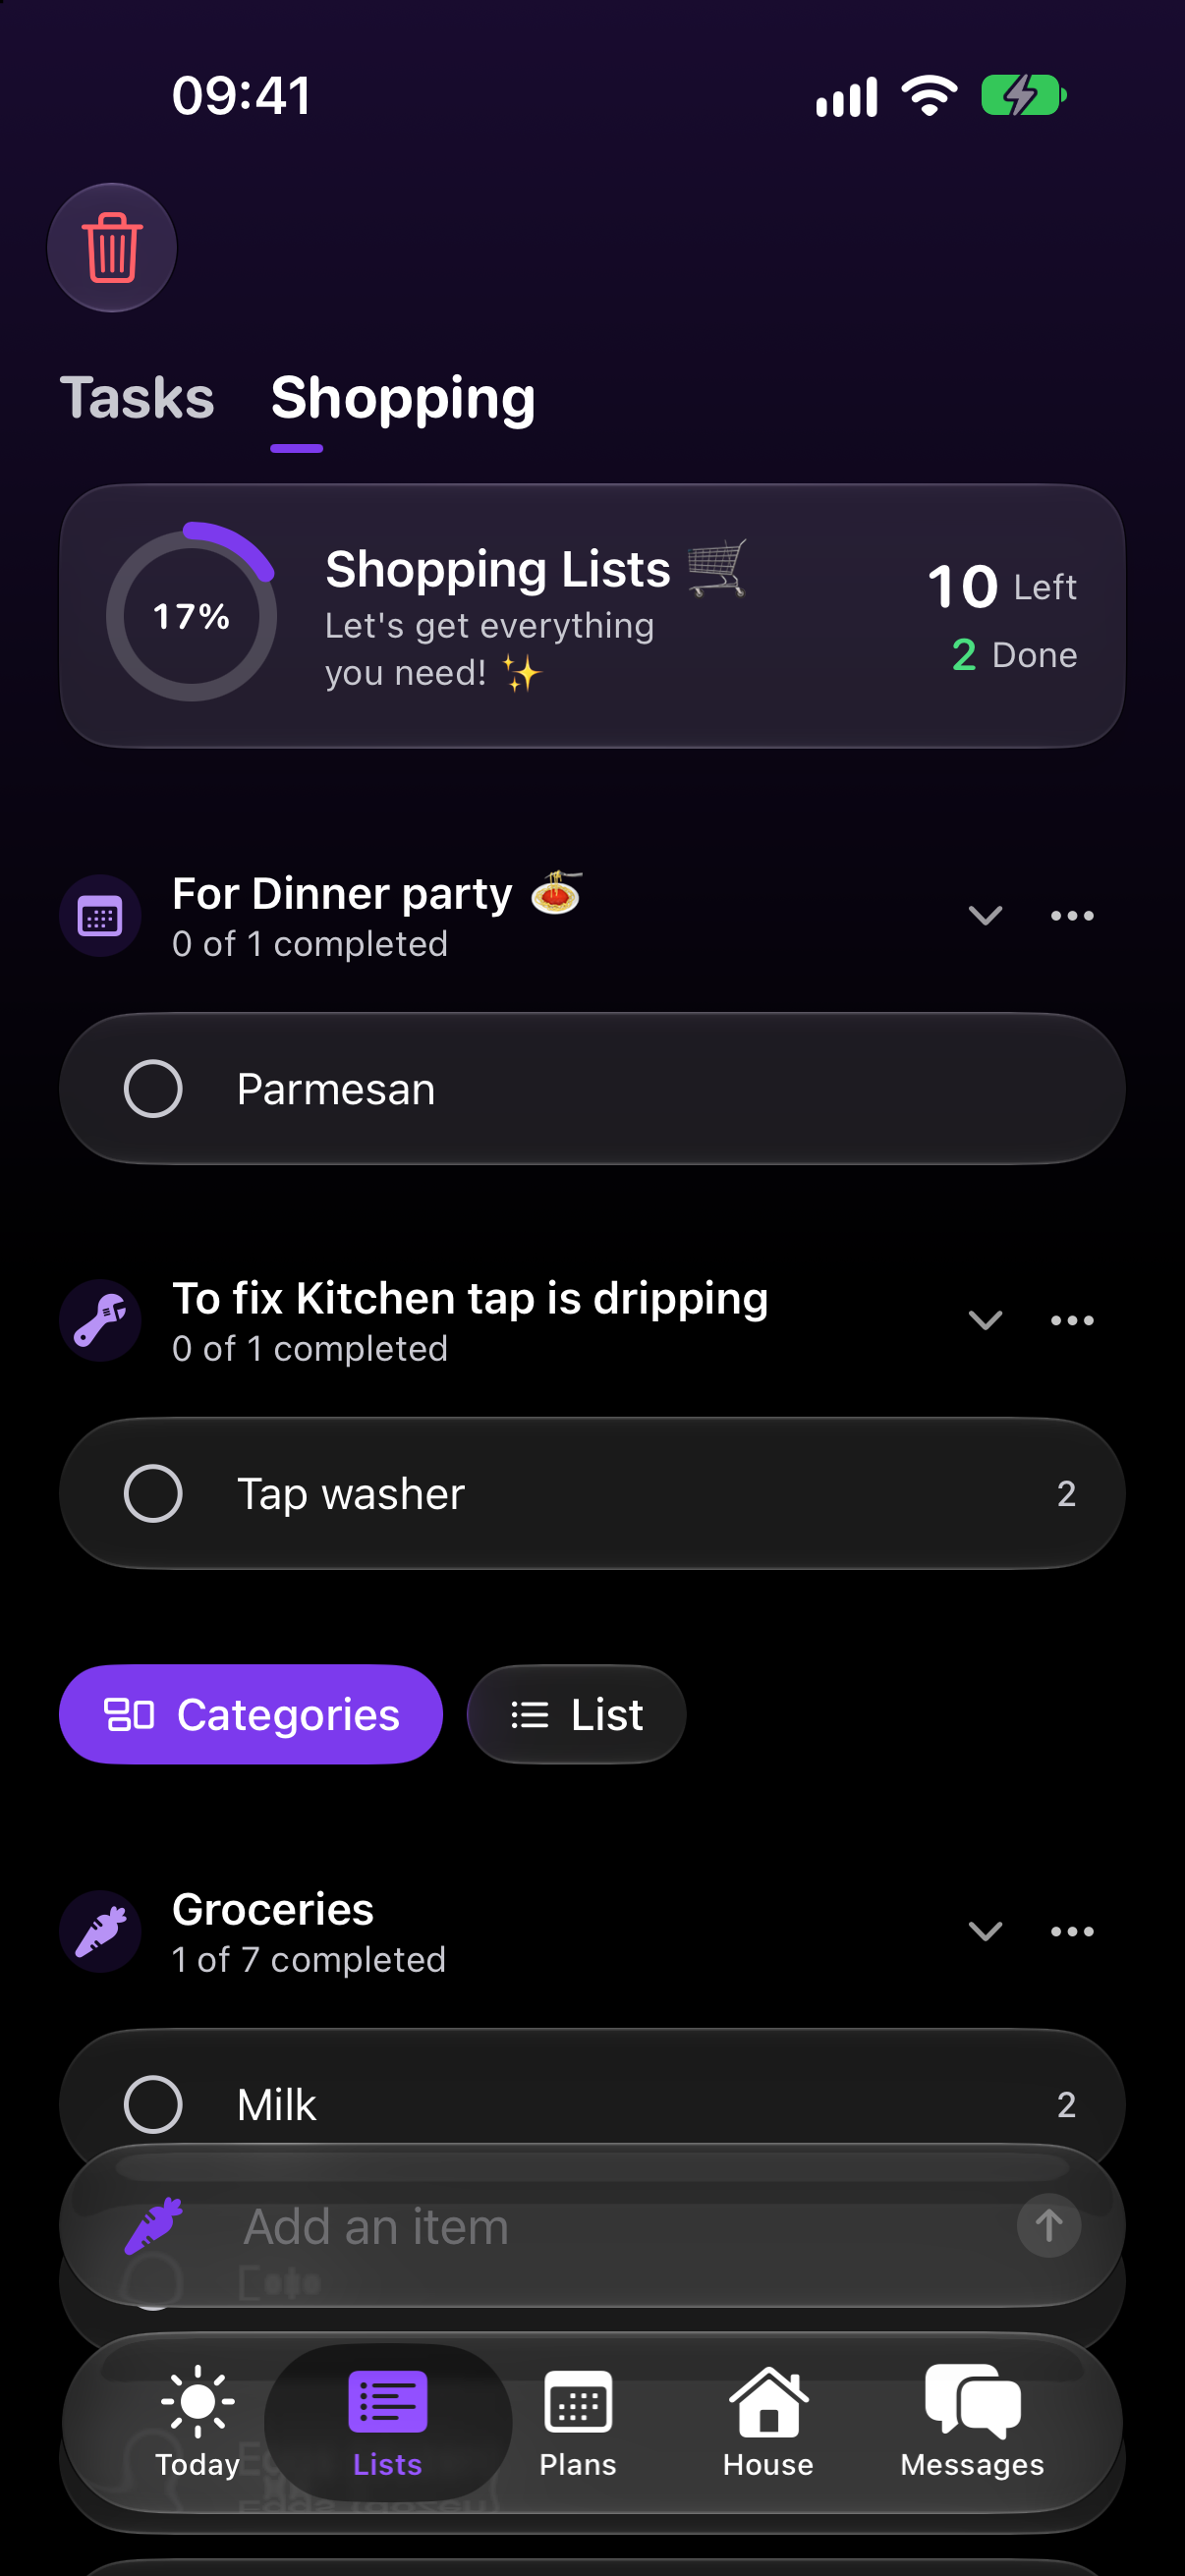 09:41
Tasks Shopping
17%
Shopping Lists 🛒
Let's get everything
you need! ✨
10 Left
2 Done
For Dinner party 🍝
0 of 1 completed
Parmesan
To fix Kitchen tap is dripping
0 of 1 completed
Tap washer 2
Categories List
Groceries
1 of 7 completed
Milk 2
Add an item
Today Lists Plans House Messages